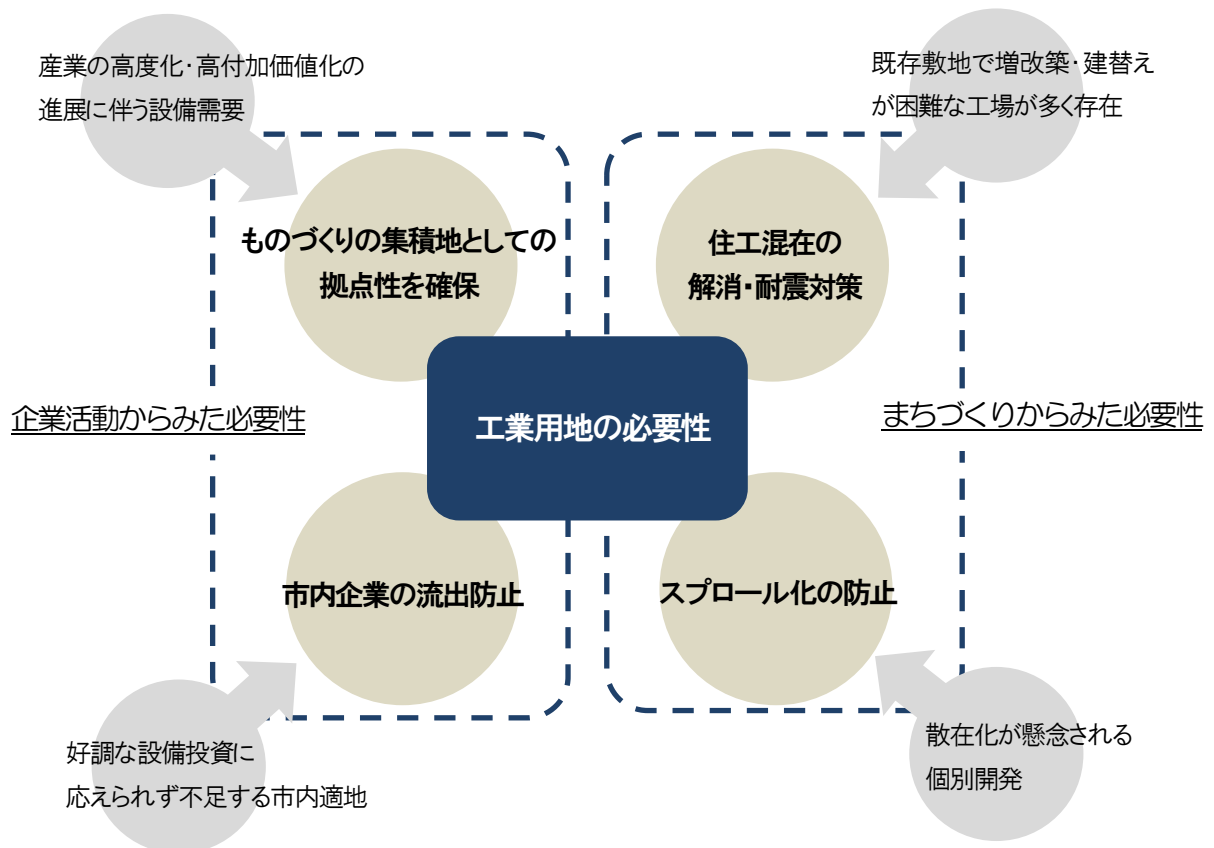 産業の高度化・高付加価値化の
進展に伴う設備需要
既存敷地で増改築・建替え
が困難な工場が多く存在
ものづくりの集積地としての
拠点性を確保
住工混在の
解消・耐震対策
企業活動からみた必要性
工業用地の必要性
まちづくりからみた必要性
市内企業の流出防止
スプロール化の防止
好調な設備投資に
応えられず不足する市内適地
散在化が懸念される
個別開発